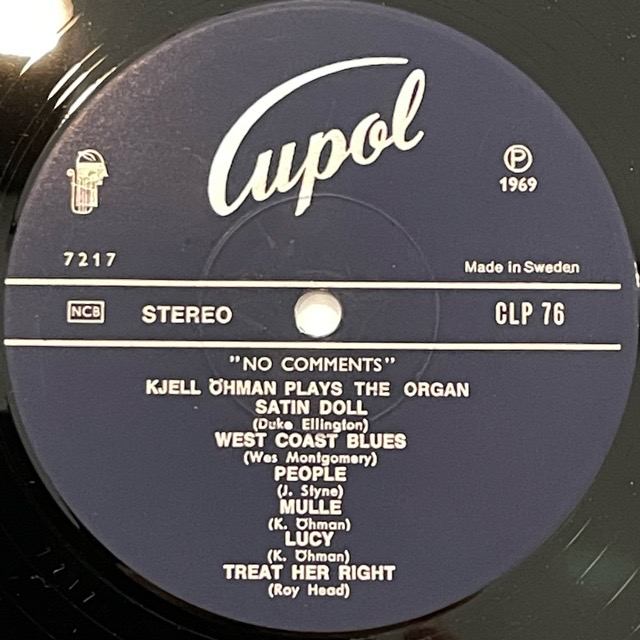 Cupol
℗
1969
7217
Made in Sweden
NCB STEREO CLP 76
"NO COMMENTS"
KJELL ÖHMAN PLAYS THE ORGAN
SATIN DOLL
(Duke Ellington)
WEST COAST BLUES
(Wes Montgomery)
PEOPLE
(J. Styne)
MULLE
(K. Öhman)
LUCY
(K. Öhman)
TREAT HER RIGHT
(Roy Head)